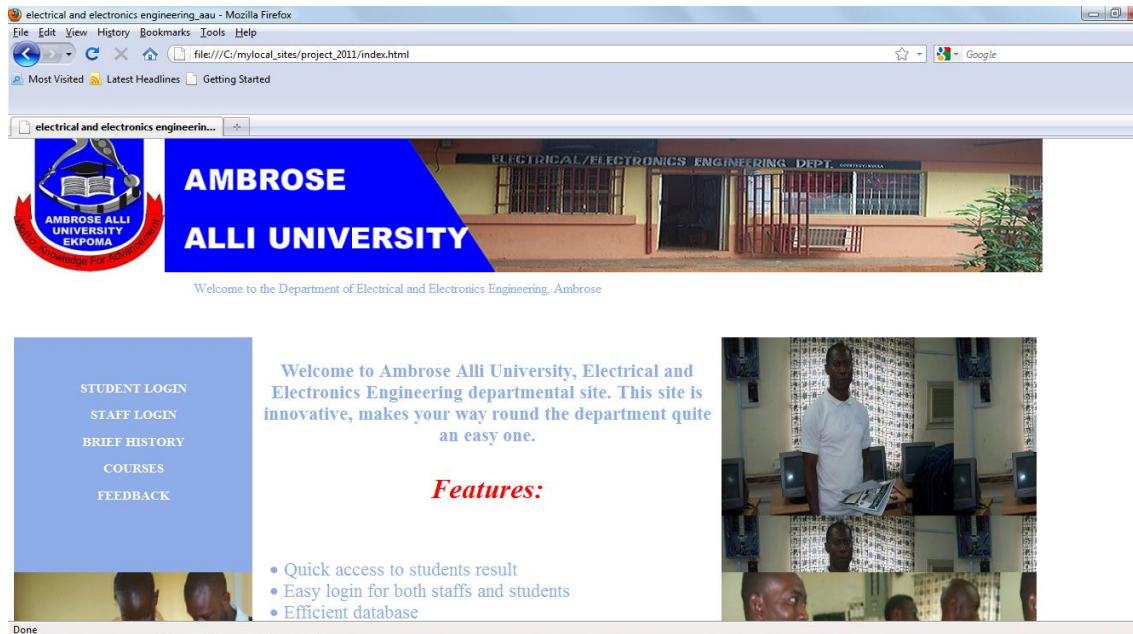 electrical and electronics engineering_aau - Mozilla Firefox
File Edit View History Bookmarks Tools Help
file:///C:/mylocal_sites/project_2011/index.html
Google
Most Visited Latest Headlines Getting Started
electrical and electronics engineerin...
AMBROSE ALLI
UNIVERSITY
EKPOMA
Motto: Knowledge For Advancement
AMBROSE
ALLI UNIVERSITY
ELECTRICAL/ELECTRONICS ENGINEERING DEPT.
Welcome to the Department of Electrical and Electronics Engineering, Ambrose
STUDENT LOGIN
STAFF LOGIN
BRIEF HISTORY
COURSES
FEEDBACK
Welcome to Ambrose Alli University, Electrical and
Electronics Engineering departmental site. This site is
innovative, makes your way round the department quite
an easy one.
Features:
• Quick access to students result
• Easy login for both staffs and students
• Efficient database
Done